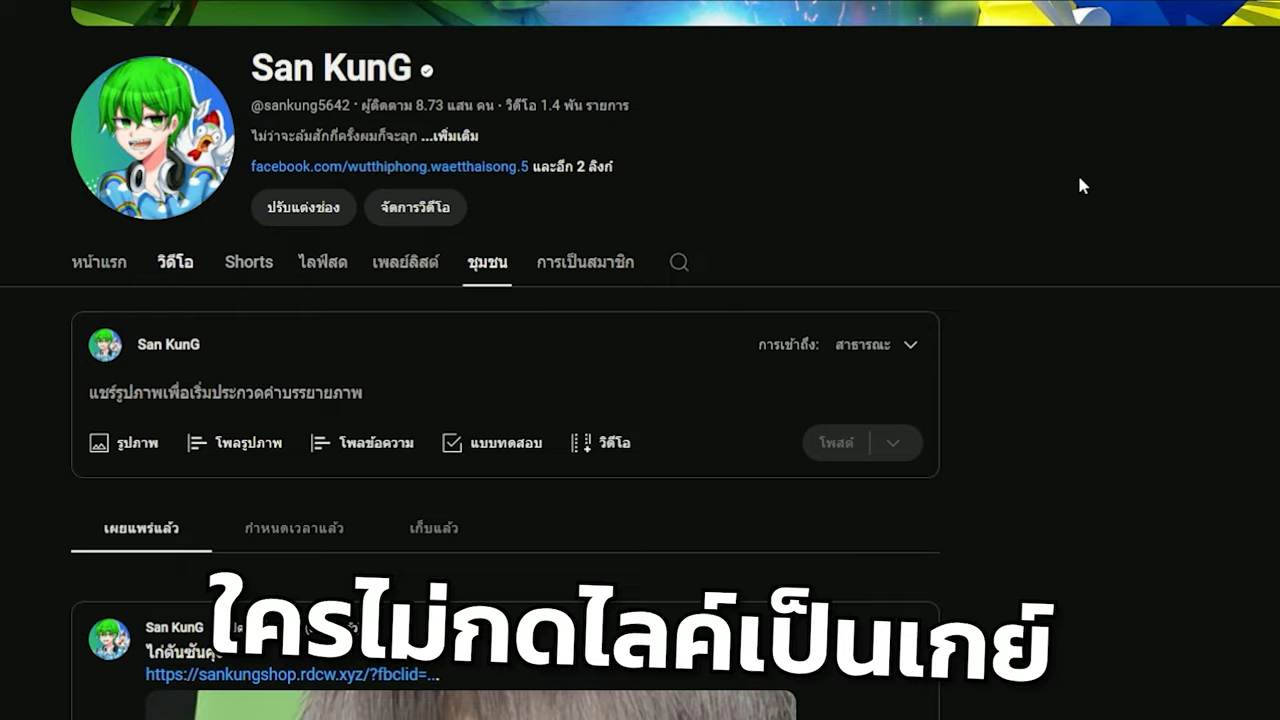 San KunG
@sankung5642 · ผู้ติดตาม 8.73 แสน คน · วิดีโอ 1.4 พัน รายการ
ไม่ว่าจะล้มสักกี่ครั้งผมก็จะลุก ...เพิ่มเติม
facebook.com/wutthiphong.waetthaisong.5 และอีก 2 ลิงก์
ปรับแต่งช่อง จัดการวิดีโอ
หน้าแรก วิดีโอ Shorts ไลฟ์สด เพลย์ลิสต์ ชุมชน การเป็นสมาชิก
San KunG การเข้าถึง: สาธารณะ
แชร์รูปภาพเพื่อเริ่มประกวดคำบรรยายภาพ
รูปภาพ โพลรูปภาพ โพลข้อความ แบบทดสอบ วิดีโอ โพสต์
เผยแพร่แล้ว กำหนดเวลาแล้ว เก็บแล้ว
San KunG
https://sankungshop.rdcw.xyz/?fbclid=...
ใครไม่กดไลค์เป็นเกย์